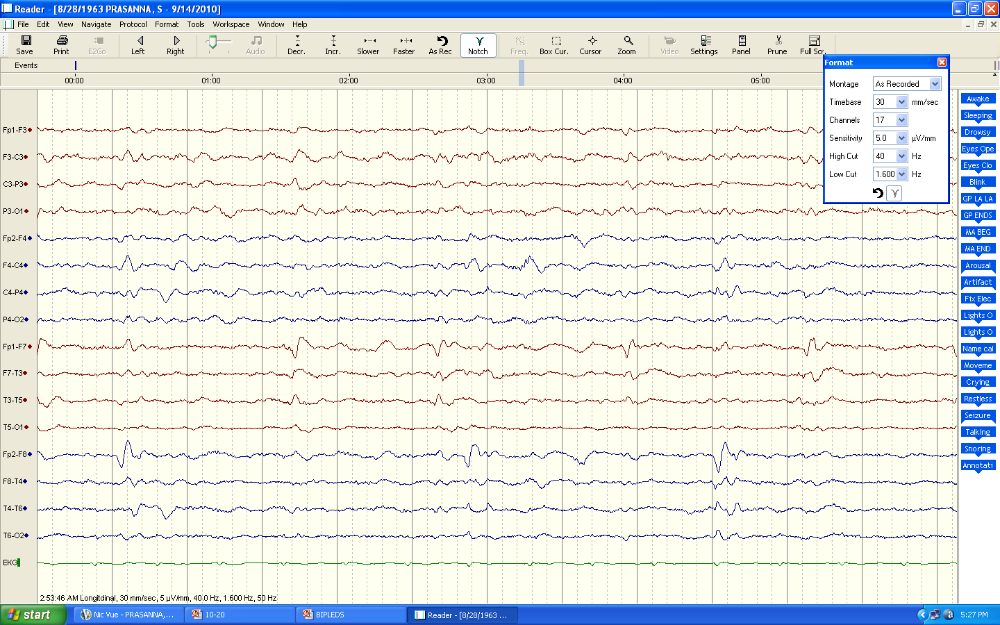 Reader - [8/28/1963 PRASANNA, S - 9/14/2010]
File Edit View Navigate Protocol Format Tools Workspace Window Help
Save Print E2Go Left Right Audio Decr. Incr. Slower Faster As Rec Notch Freq. Box Cur. Cursor Zoom Video Settings Panel Prune Full Scr.
Events
00:00 01:00 02:00 03:00 04:00 05:00
Format
Montage As Recorded
Timebase 30 mm/sec
Channels 17
Sensitivity 5.0 µV/mm
High Cut 40 Hz
Low Cut 1.600 Hz
Fp1-F3
F3-C3
C3-P3
P3-O1
Fp2-F4
F4-C4
C4-P4
P4-O2
Fp1-F7
F7-T3
T3-T5
T5-O1
Fp2-F8
F8-T4
T4-T6
T6-O2
EKG
Awake
Sleeping
Drowsy
Eyes Ope
Eyes Clo
Blink
GP LA LA
GP ENDS
MA BEG
MA END
Arousal
Artifact
Fix Elec
Lights O
Lights O
Name cal
Moveme
Crying
Restless
Seizure
Talking
Snoring
Annotati
2:53:46 AM Longitdinal, 30 mm/sec, 5 µV/mm, 40.0 Hz, 1.600 Hz, 50 Hz
start Nic Vue - PRASANNA,... 10-20 BIPLEDS Reader - [8/28/1963 ... 5:27 PM